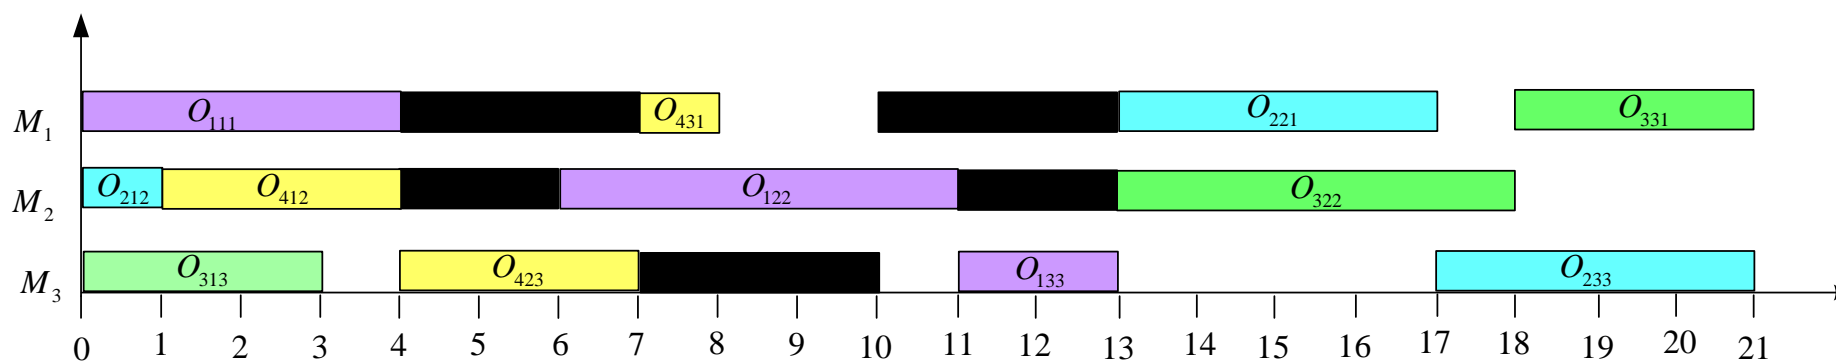 M₁ O₁₁₁ O₄₃₁ O₂₂₁ O₃₃₁
M₂ O₂₁₂ O₄₁₂ O₁₂₂ O₃₂₂
M₃ O₃₁₃ O₄₂₃ O₁₃₃ O₂₃₃
0 1 2 3 4 5 6 7 8 9 10 11 12 13 14 15 16 17 18 19 20 21